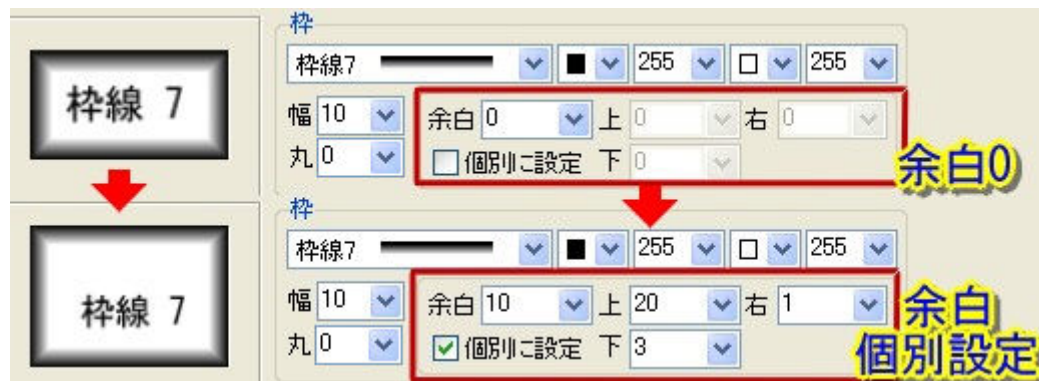 枠
枠線7 255 255
枠線 7
幅 10 余白 0 上 0 右 0
丸 0 個別に設定 下 0
余白0
枠
枠線7 255 255
枠線 7
幅 10 余白 10 上 20 右 1
丸 0 個別に設定 下 3
余白
個別設定